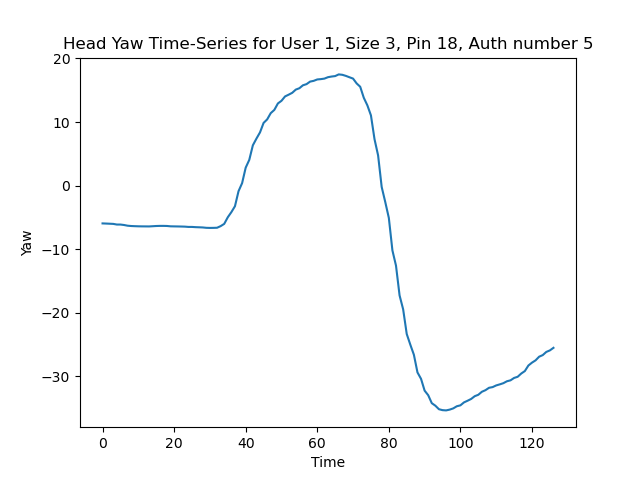 Head Yaw Time-Series for User 1, Size 3, Pin 18, Auth number 5
20
10
0
−10
−20
−30
Yaw
0 20 40 60 80 100 120
Time